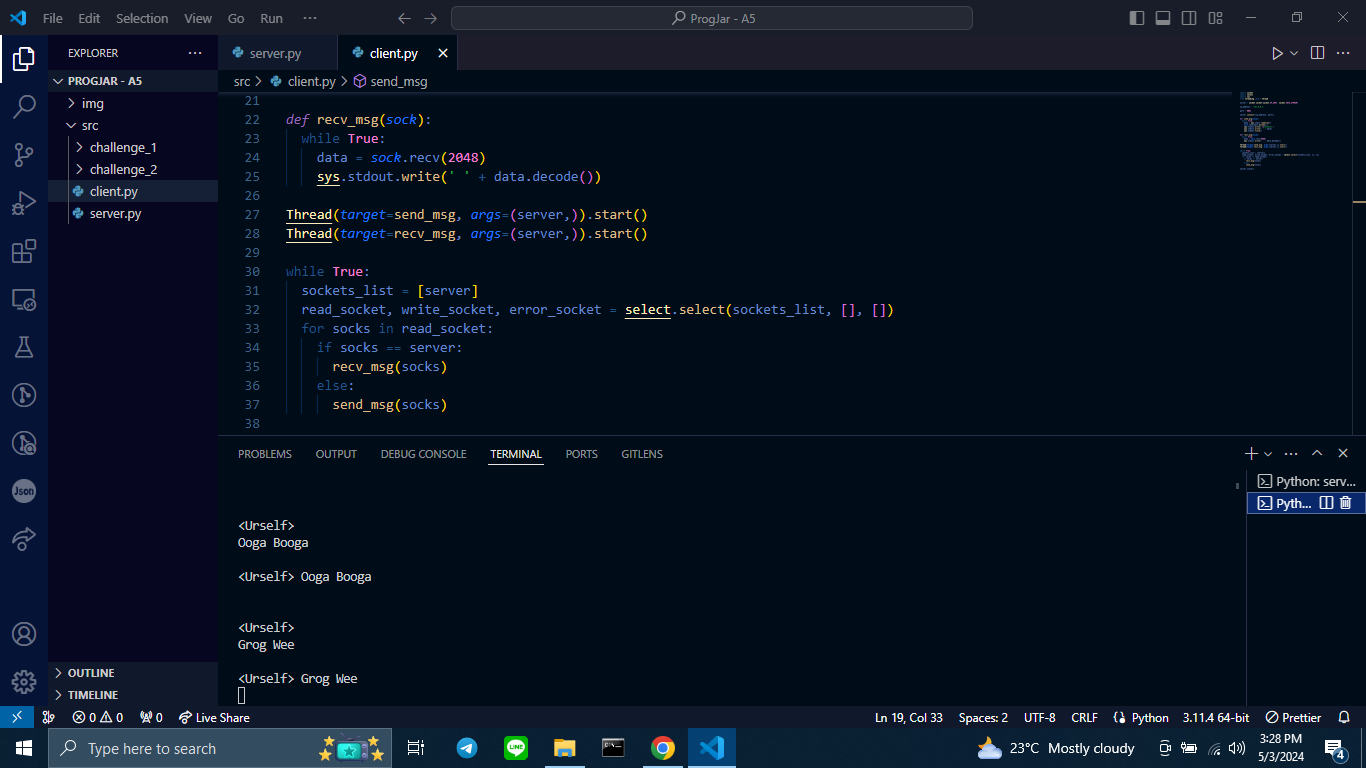 File Edit Selection View Go Run ··· ProgJar - A5
EXPLORER ···
PROGJAR - A5
img
src
challenge_1
challenge_2
client.py
server.py
OUTLINE
TIMELINE
Json
server.py client.py
src > client.py > send_msg
21
22 def recv_msg(sock):
23 while True:
24 data = sock.recv(2048)
25 sys.stdout.write(' ' + data.decode())
26
27 Thread(target=send_msg, args=(server,)).start()
28 Thread(target=recv_msg, args=(server,)).start()
29
30 while True:
31 sockets_list = [server]
32 read_socket, write_socket, error_socket = select.select(sockets_list, [], [])
33 for socks in read_socket:
34 if socks == server:
35 recv_msg(socks)
36 else:
37 send_msg(socks)
38
PROBLEMS OUTPUT DEBUG CONSOLE TERMINAL PORTS GITLENS
Python: serv...
Pyth...
<Urself>
Ooga Booga
<Urself> Ooga Booga
<Urself>
Grog Wee
<Urself> Grog Wee
0 0 0 Live Share Ln 19, Col 33 Spaces: 2 UTF-8 CRLF Python 3.11.4 64-bit Prettier
Type here to search 23°C Mostly cloudy 3:28 PM
5/3/2024
4